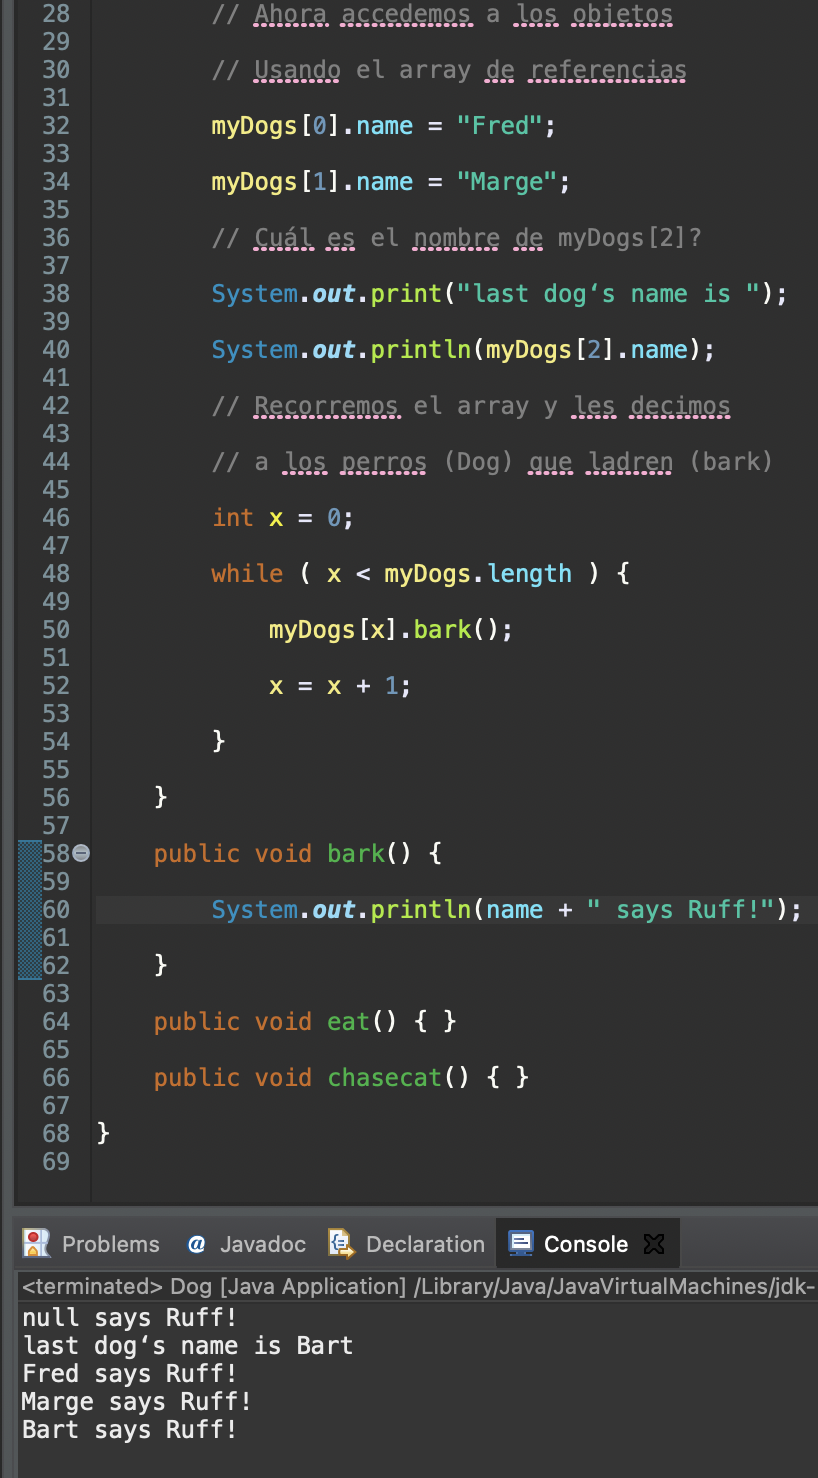 28 // Ahora accedemos a los objetos
29
30 // Usando el array de referencias
31
32 myDogs[0].name = "Fred";
33
34 myDogs[1].name = "Marge";
35
36 // Cuál es el nombre de myDogs[2]?
37
38 System.out.print("last dog‘s name is ");
39
40 System.out.println(myDogs[2].name);
41
42 // Recorremos el array y les decimos
43
44 // a los perros (Dog) que ladren (bark)
45
46 int x = 0;
47
48 while ( x < myDogs.length ) {
49
50 myDogs[x].bark();
51
52 x = x + 1;
53
54 }
55
56 }
57
58 public void bark() {
59
60 System.out.println(name + " says Ruff!");
61
62 }
63
64 public void eat() { }
65
66 public void chasecat() { }
67
68 }
69
Problems @ Javadoc Declaration Console
<terminated> Dog [Java Application] /Library/Java/JavaVirtualMachines/jdk-
null says Ruff!
last dog‘s name is Bart
Fred says Ruff!
Marge says Ruff!
Bart says Ruff!